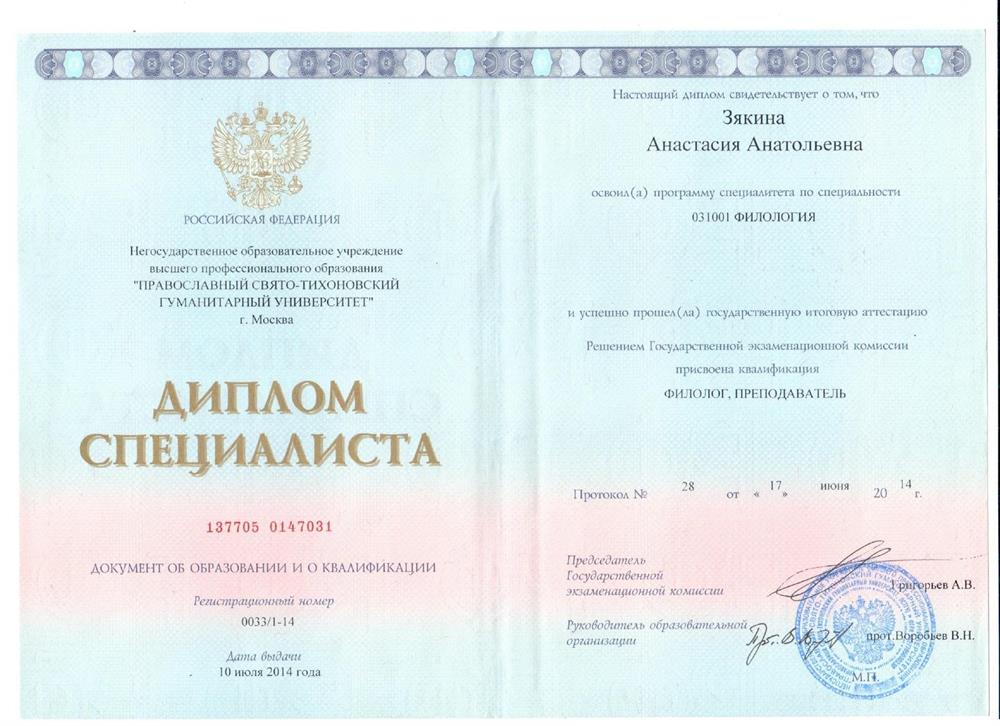 РОССИЙСКАЯ ФЕДЕРАЦИЯ
Негосударственное образовательное учреждение
высшего профессионального образования
"ПРАВОСЛАВНЫЙ СВЯТО-ТИХОНОВСКИЙ
ГУМАНИТАРНЫЙ УНИВЕРСИТЕТ"
г. Москва
ДИПЛОМ
СПЕЦИАЛИСТА
137705 0147031
ДОКУМЕНТ ОБ ОБРАЗОВАНИИ И О КВАЛИФИКАЦИИ
Регистрационный номер
0033/1-14
Дата выдачи
10 июля 2014 года
Настоящий диплом свидетельствует о том, что
Зякина
Анастасия Анатольевна
освоил(а) программу специалитета по специальности
031001 ФИЛОЛОГИЯ
и успешно прошел(ла) государственную итоговую аттестацию
Решением Государственной экзаменационной комиссии
присвоена квалификация
ФИЛОЛОГ, ПРЕПОДАВАТЕЛЬ
Протокол № 28 от « 17 » июня 20 14 г.
Председатель
Государственной
экзаменационной комиссии
Григорьев А.В.
Руководитель образовательной
организации
прот.Воробьев В.Н.
М.П.